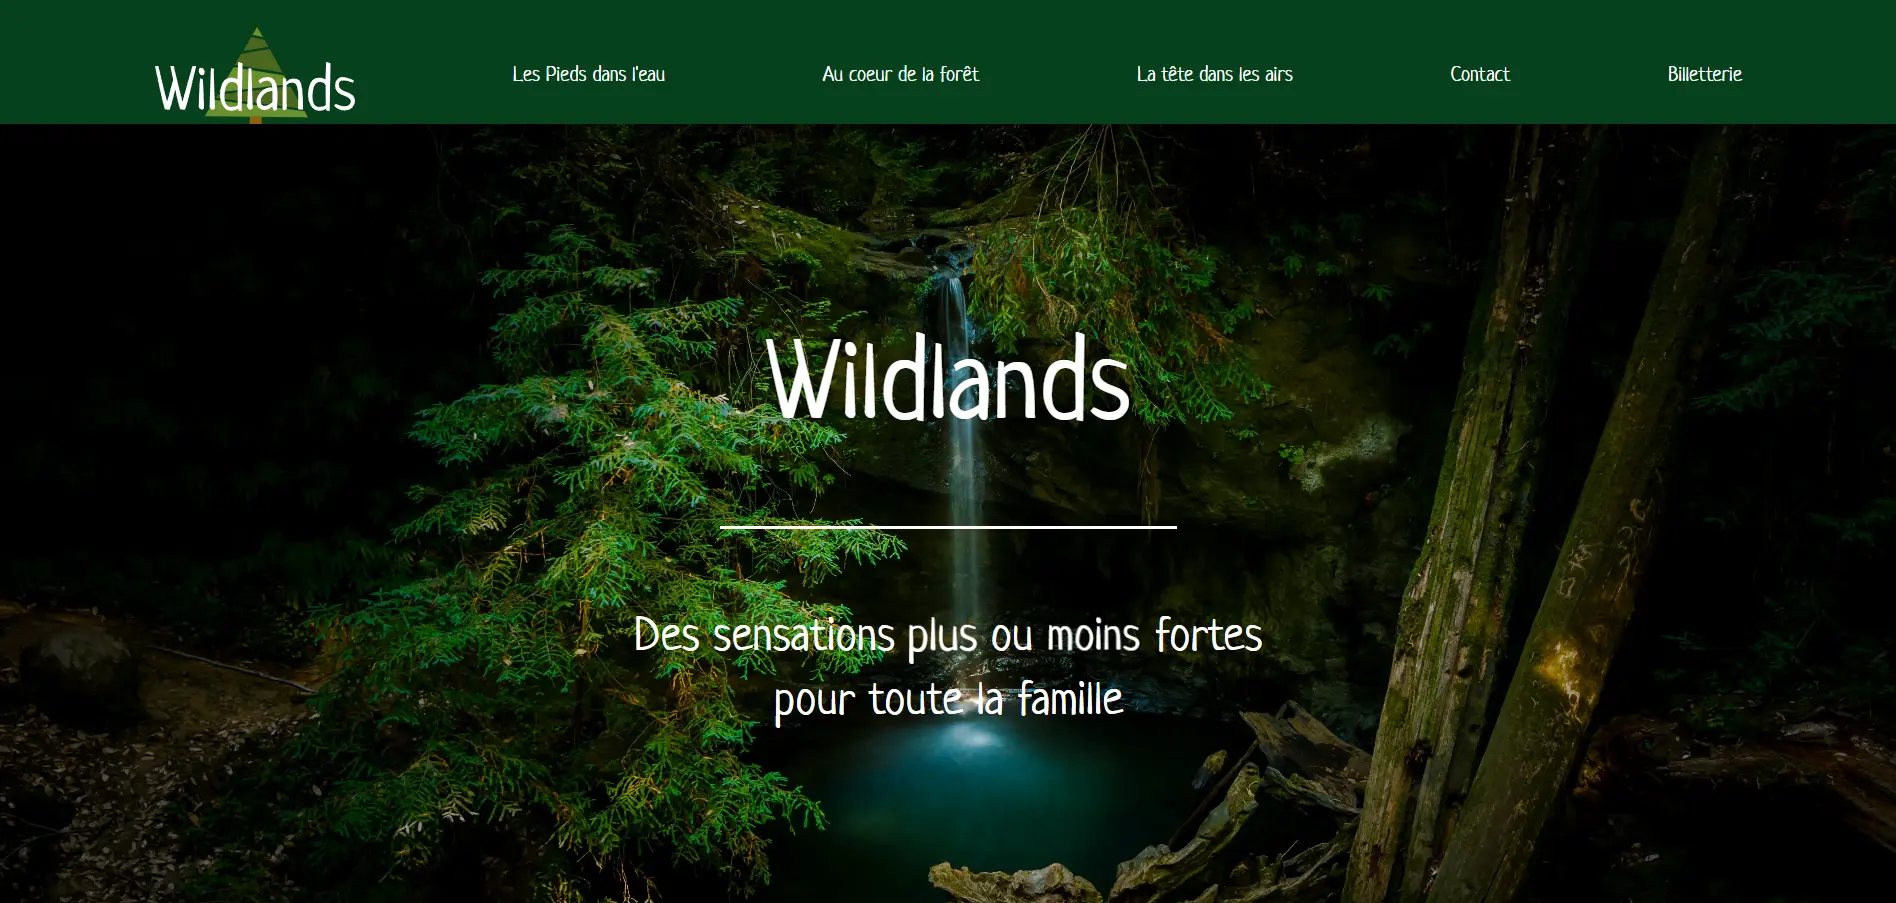 Wildlands
Les Pieds dans l'eau
Au coeur de la forêt
La tête dans les airs
Contact
Billetterie
Wildlands
Des sensations plus ou moins fortes
pour toute la famille